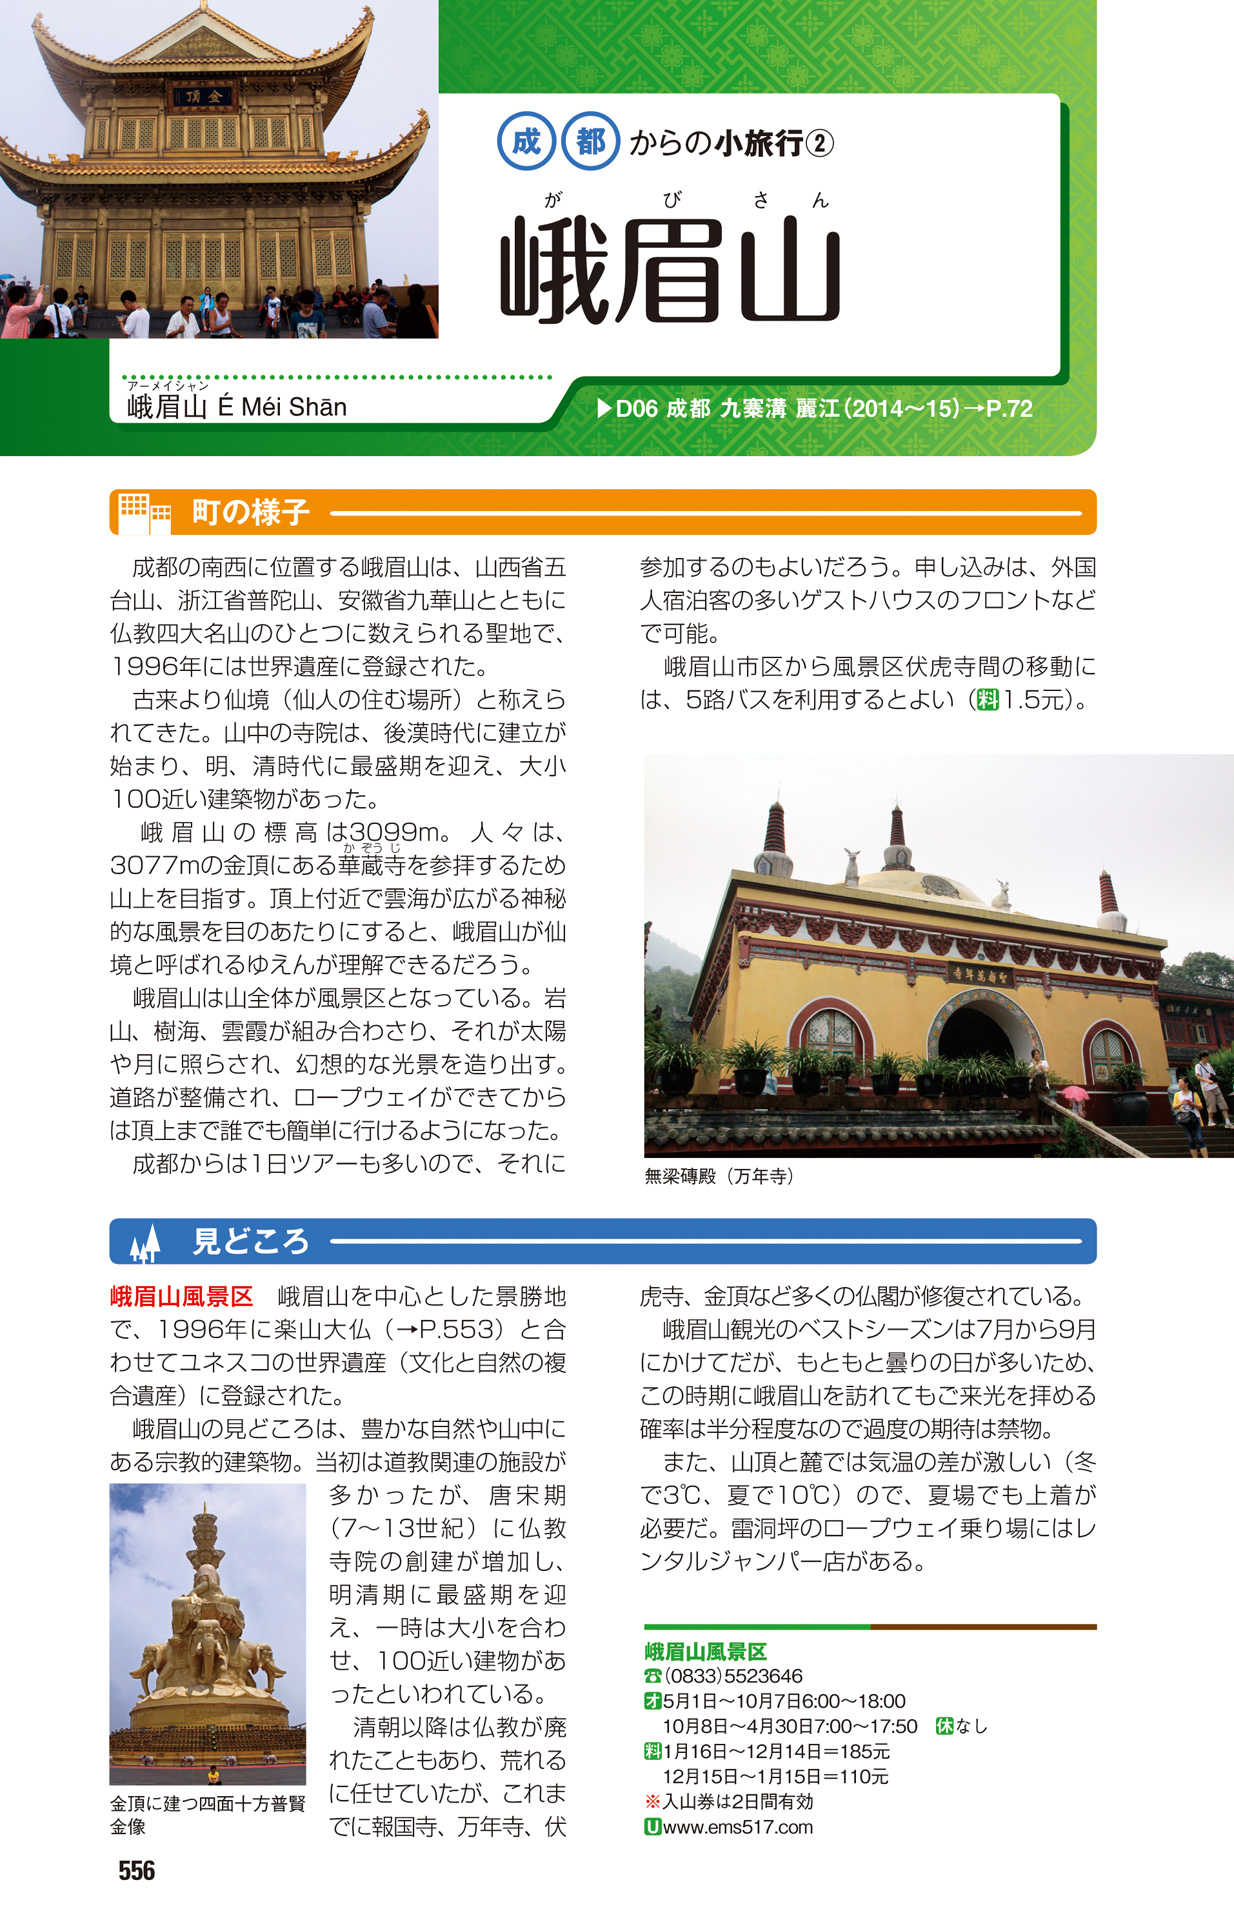 金頂
成都からの小旅行②
がびさん
峨眉山
アーメイシャン
峨眉山 É Méi Shān
▶D06 成都 九寨溝 麗江（2014〜15）→P.72
町の様子
成都の南西に位置する峨眉山は、山西省五
台山、浙江省普陀山、安徽省九華山とともに
仏教四大名山のひとつに数えられる聖地で、
1996年には世界遺産に登録された。
古来より仙境（仙人の住む場所）と称えら
れてきた。山中の寺院は、後漢時代に建立が
始まり、明、清時代に最盛期を迎え、大小
100近い建築物があった。
峨眉山の標高は3099m。人々は、
かぞうじ
3077mの金頂にある華蔵寺を参拝するため
山上を目指す。頂上付近で雲海が広がる神秘
的な風景を目のあたりにすると、峨眉山が仙
境と呼ばれるゆえんが理解できるだろう。
峨眉山は山全体が風景区となっている。岩
山、樹海、雲霞が組み合わさり、それが太陽
や月に照らされ、幻想的な光景を造り出す。
道路が整備され、ロープウェイができてから
は頂上まで誰でも簡単に行けるようになった。
成都からは1日ツアーも多いので、それに
参加するのもよいだろう。申し込みは、外国
人宿泊客の多いゲストハウスのフロントなど
で可能。
峨眉山市区から風景区伏虎寺間の移動に
は、5路バスを利用するとよい（料1.5元）。
聖壽萬年寺
無梁磚殿（万年寺）
見どころ
峨眉山風景区　峨眉山を中心とした景勝地
で、1996年に楽山大仏（→P.553）と合
わせてユネスコの世界遺産（文化と自然の複
合遺産）に登録された。
峨眉山の見どころは、豊かな自然や山中に
ある宗教的建築物。当初は道教関連の施設が
多かったが、唐宋期
（7〜13世紀）に仏教
寺院の創建が増加し、
明清期に最盛期を迎
え、一時は大小を合わ
せ、100近い建物があ
ったといわれている。
清朝以降は仏教が廃
れたこともあり、荒れる
に任せていたが、これま
でに報国寺、万年寺、伏
金頂に建つ四面十方普賢
金像
虎寺、金頂など多くの仏閣が修復されている。
峨眉山観光のベストシーズンは7月から9月
にかけてだが、もともと曇りの日が多いため、
この時期に峨眉山を訪れてもご来光を拝める
確率は半分程度なので過度の期待は禁物。
また、山頂と麓では気温の差が激しい（冬
で3℃、夏で10℃）ので、夏場でも上着が
必要だ。雷洞坪のロープウェイ乗り場にはレ
ンタルジャンパー店がある。
峨眉山風景区
☎(0833)5523646
オ5月1日〜10月7日6:00〜18:00
10月8日〜4月30日7:00〜17:50　休なし
料1月16日〜12月14日＝185元
12月15日〜1月15日＝110元
※入山券は2日間有効
Uwww.ems517.com
556